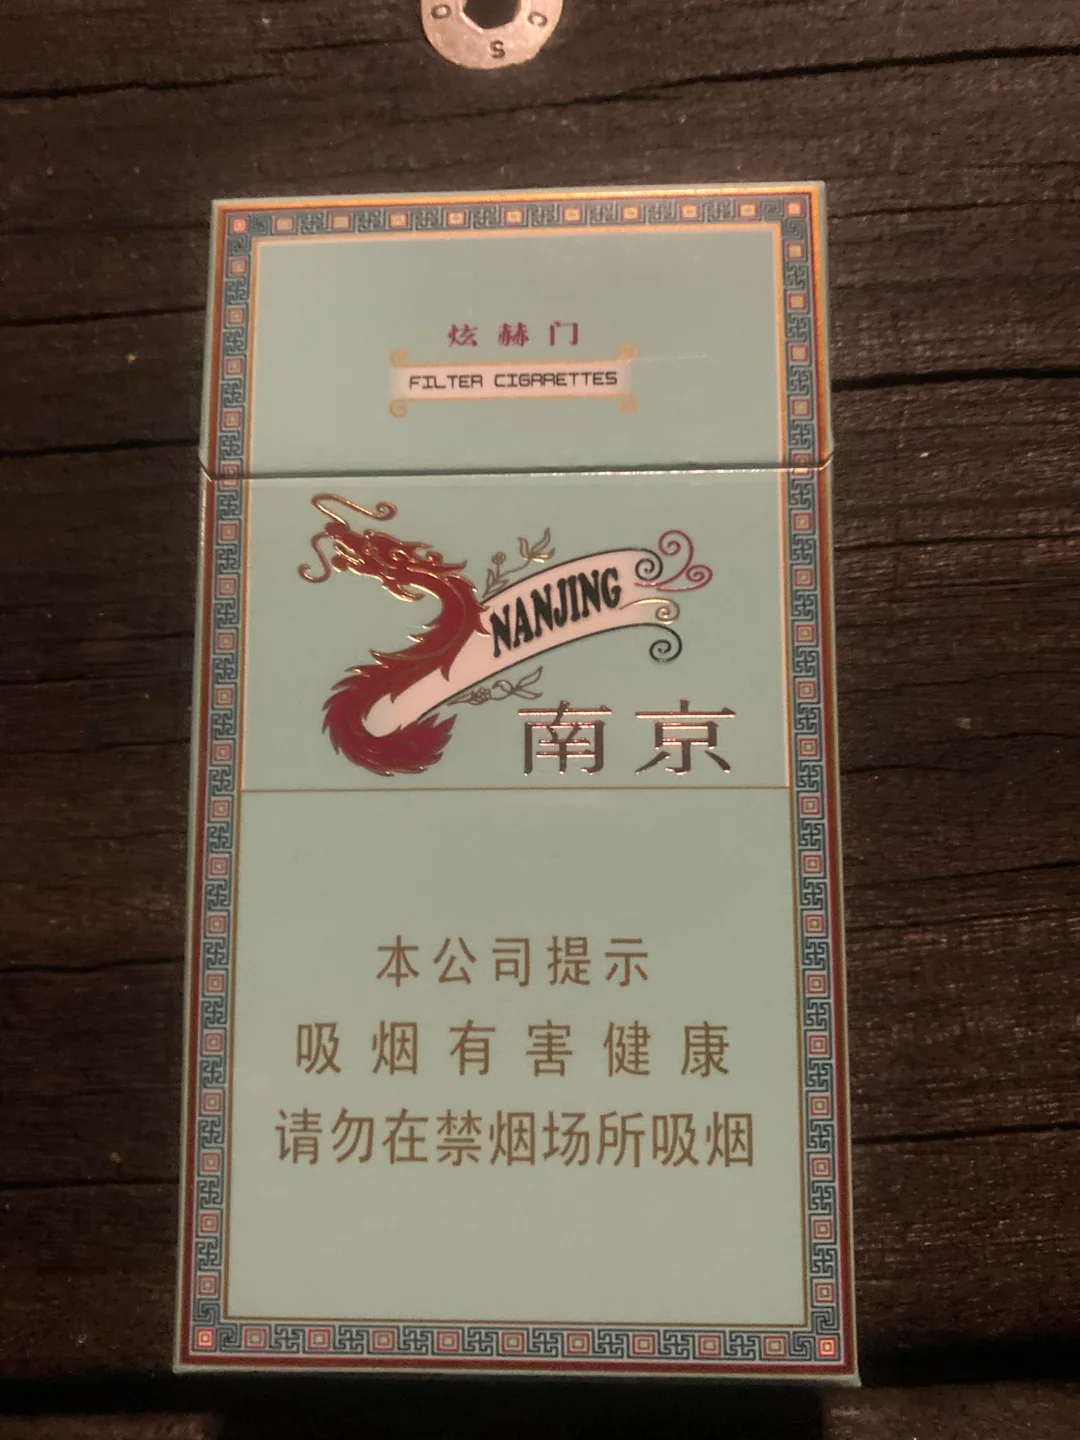 O S C
炫赫门
FILTER CIGARETTES
NANJING
南京
本公司提示
吸烟有害健康
请勿在禁烟场所吸烟